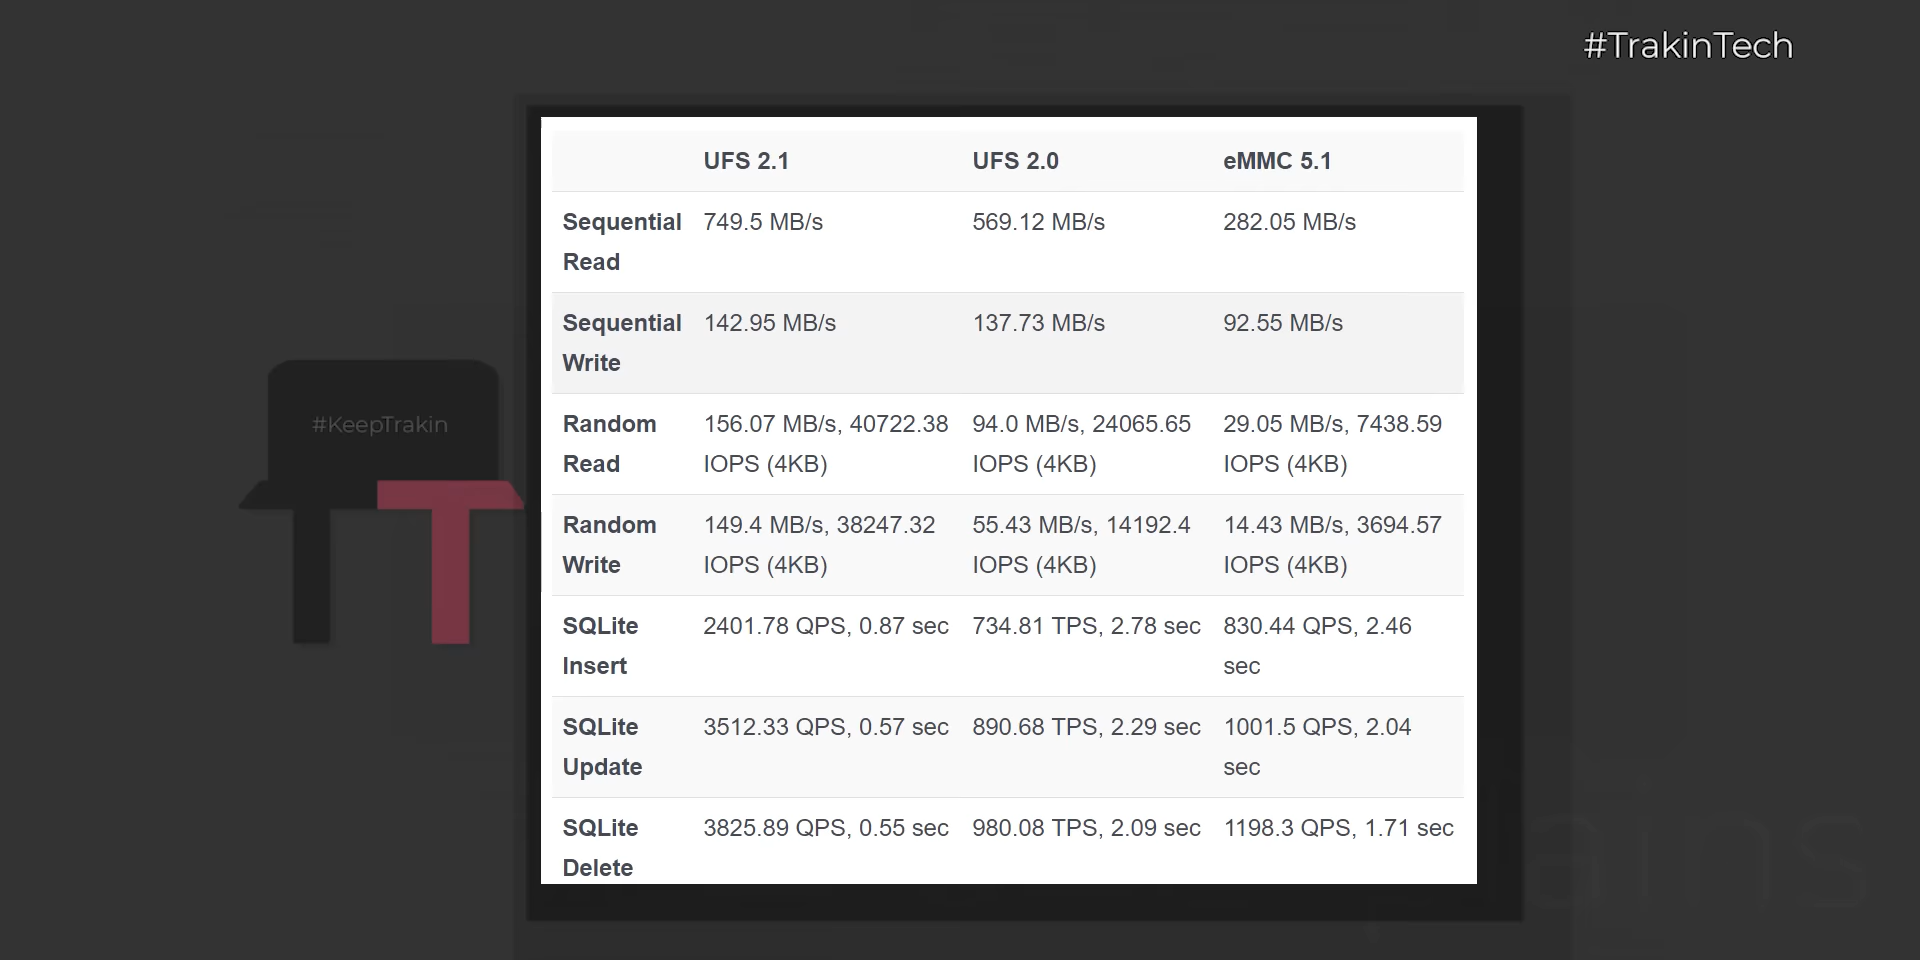 #TrakinTech
UFS 2.1 UFS 2.0 eMMC 5.1
Sequential 749.5 MB/s 569.12 MB/s 282.05 MB/s
Read
Sequential 142.95 MB/s 137.73 MB/s 92.55 MB/s
Write
Random 156.07 MB/s, 40722.38 94.0 MB/s, 24065.65 29.05 MB/s, 7438.59
Read IOPS (4KB) IOPS (4KB) IOPS (4KB)
Random 149.4 MB/s, 38247.32 55.43 MB/s, 14192.4 14.43 MB/s, 3694.57
Write IOPS (4KB) IOPS (4KB) IOPS (4KB)
SQLite 2401.78 QPS, 0.87 sec 734.81 TPS, 2.78 sec 830.44 QPS, 2.46
Insert sec
SQLite 3512.33 QPS, 0.57 sec 890.68 TPS, 2.29 sec 1001.5 QPS, 2.04
Update sec
SQLite 3825.89 QPS, 0.55 sec 980.08 TPS, 2.09 sec 1198.3 QPS, 1.71 sec
Delete
#KeepTrakin